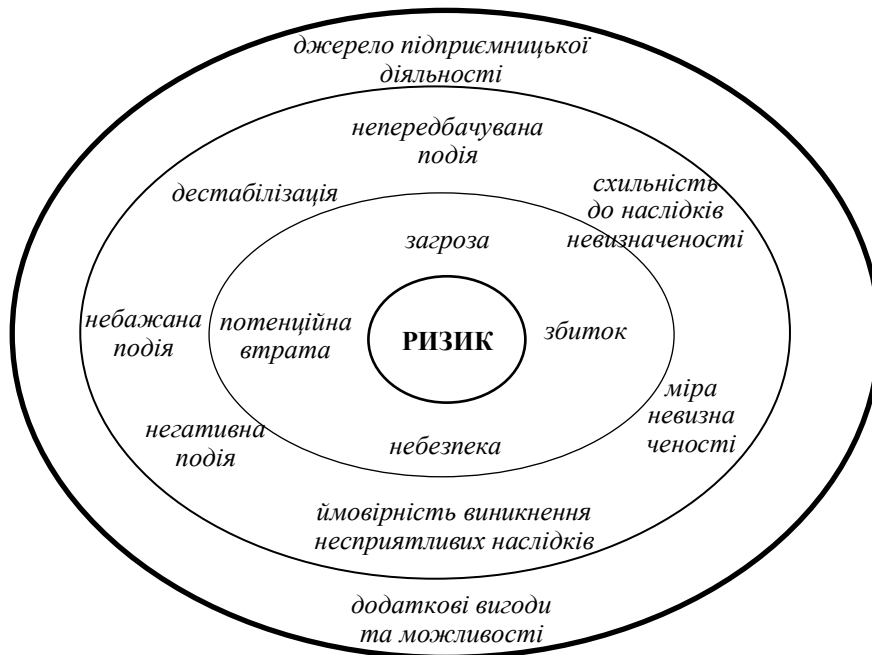 джерело підприємницької
діяльності
непередбачувана
подія
дестабілізація
схильність
до наслідків
невизначеності
загроза
небажана
подія
потенційна
втрата
РИЗИК
збиток
міра
невизна
ченості
негативна
подія
небезпека
ймовірність виникнення
несприятливих наслідків
додаткові вигоди
та можливості